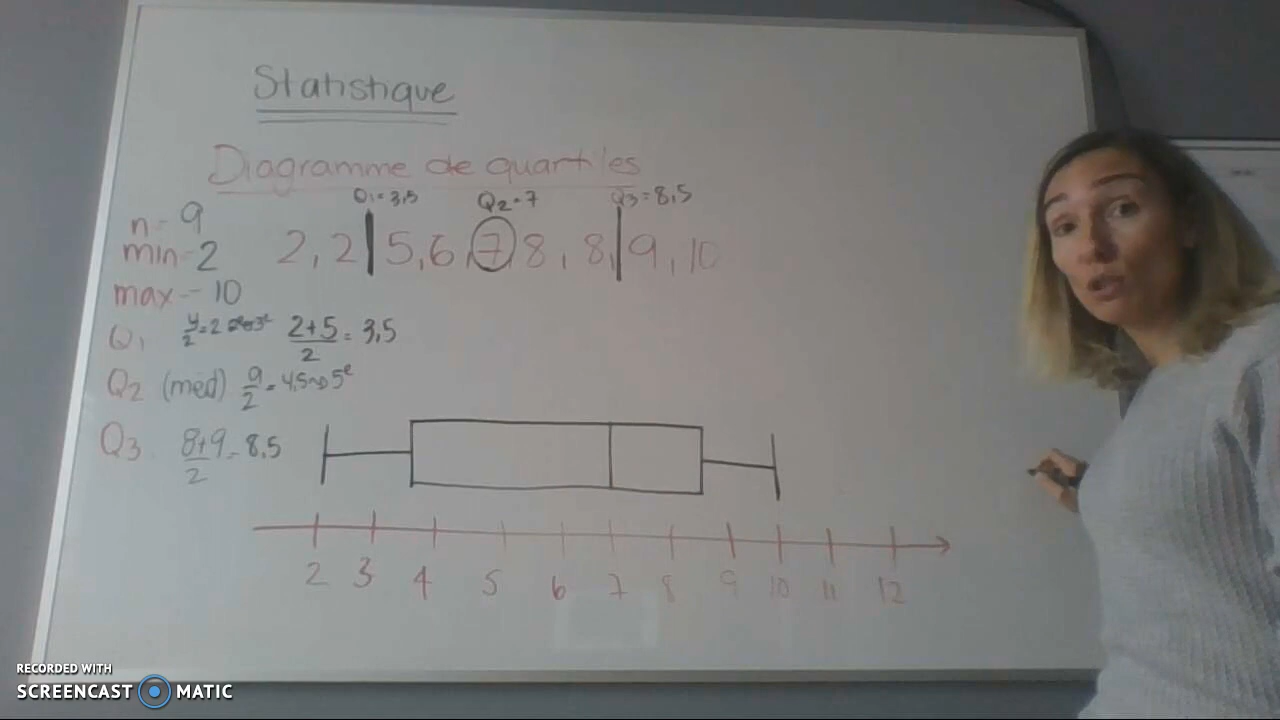 Statistique
Diagramme de quartiles
Q1=3,5 Q2=7 Q3=8,5
n=9
min=2
2, 2 | 5, 6, 7, 8, 8, | 9, 10
max=10
Q1 4/2=2 2+5/2=3,5
Q2 (méd) 9/2=4,5→5e
Q3 8+9/2=8.5
2 3 4 5 6 7 8 9 10 11 12
RECORDED WITH
SCREENCAST MATIC